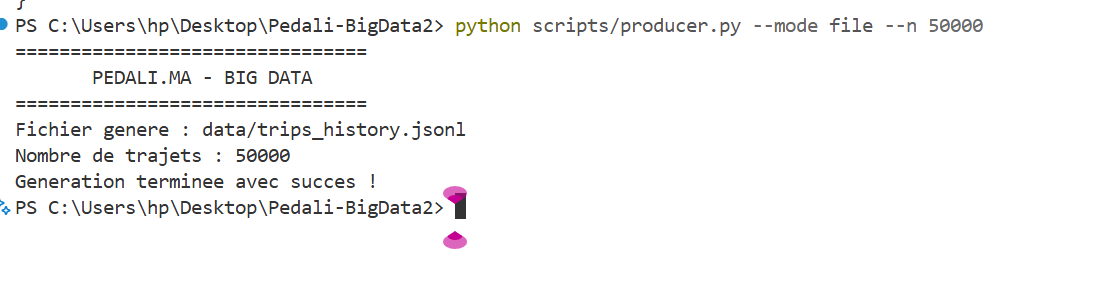 }
PS C:\Users\hp\Desktop\Pedali-BigData2> python scripts/producer.py --mode file --n 50000
================================
PEDALI.MA - BIG DATA
================================
Fichier genere : data/trips_history.jsonl
Nombre de trajets : 50000
Generation terminee avec succes !
PS C:\Users\hp\Desktop\Pedali-BigData2>